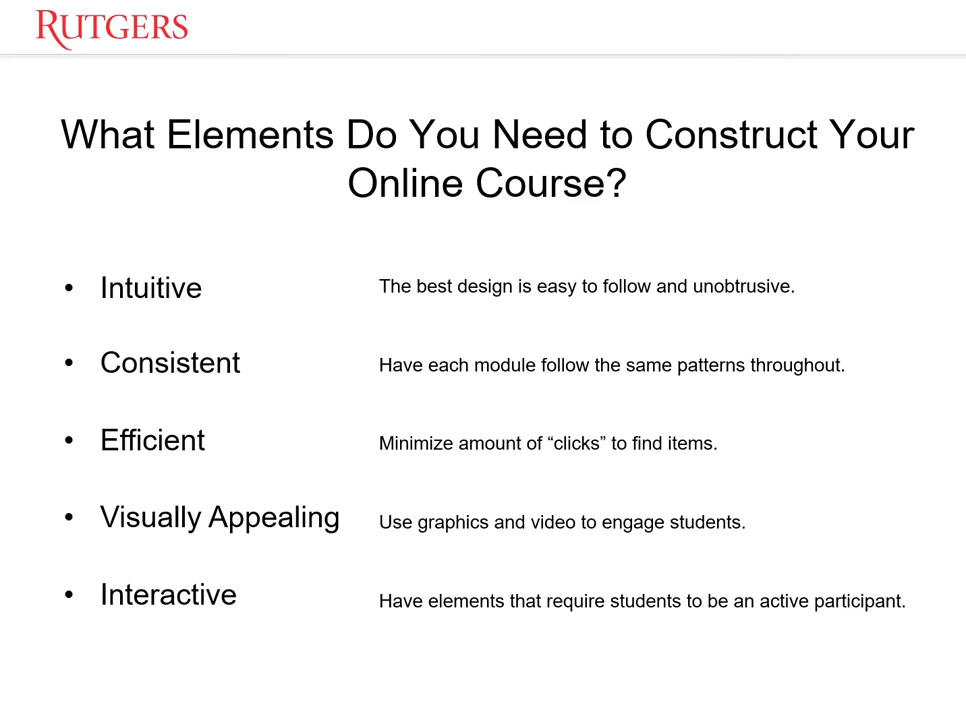 RUTGERS
What Elements Do You Need to Construct Your
Online Course?
• Intuitive The best design is easy to follow and unobtrusive.
• Consistent Have each module follow the same patterns throughout.
• Efficient Minimize amount of “clicks” to find items.
• Visually Appealing Use graphics and video to engage students.
• Interactive Have elements that require students to be an active participant.